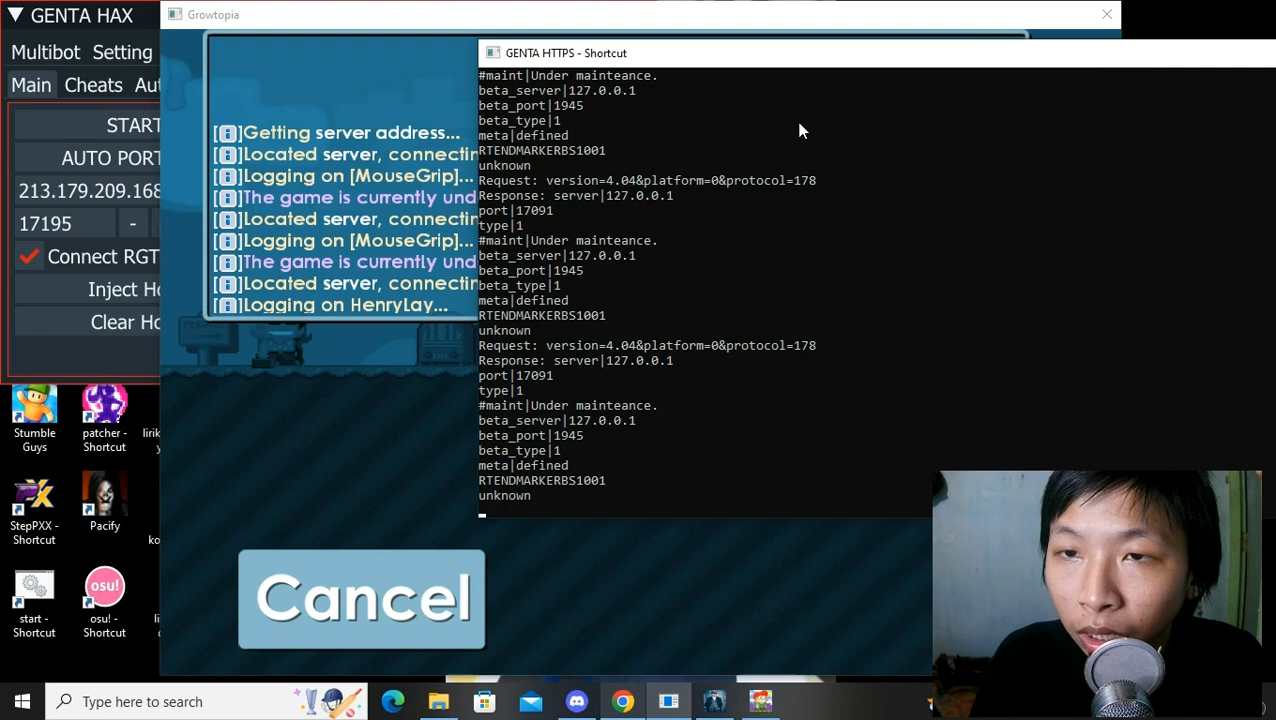 GENTA HAX
Multibot Setting
Main Cheats
START
AUTO PORT
213.179.209.168
17195 -
Connect RGT
Inject
Clear
Growtopia
[i]Getting server address...
[i]Located server,
[i]Logging on [MouseGrip]...
[i]The game is currently
[i]Located server,
[i]Logging on [MouseGrip]...
[i]The game is currently
[i]Located server,
[i]Logging on HenryLay...
Cancel
GENTA HTTPS - Shortcut
#maint|Under mainteance.
beta_server|127.0.0.1
beta_port|1945
beta_type|1
meta|defined
RTENDMARKERBS1001
unknown
Request: version=4.04&platform=0&protocol=178
Response: server|127.0.0.1
port|17091
type|1
#maint|Under mainteance.
beta_server|127.0.0.1
beta_port|1945
beta_type|1
meta|defined
RTENDMARKERBS1001
unknown
Request: version=4.04&platform=0&protocol=178
Response: server|127.0.0.1
port|17091
type|1
#maint|Under mainteance.
beta_server|127.0.0.1
beta_port|1945
beta_type|1
meta|defined
RTENDMARKERBS1001
unknown
Stumble
Guys
patcher -
Shortcut
StepPXX -
Shortcut
Pacify
start -
Shortcut
osu!
osu! -
Shortcut
Type here to search